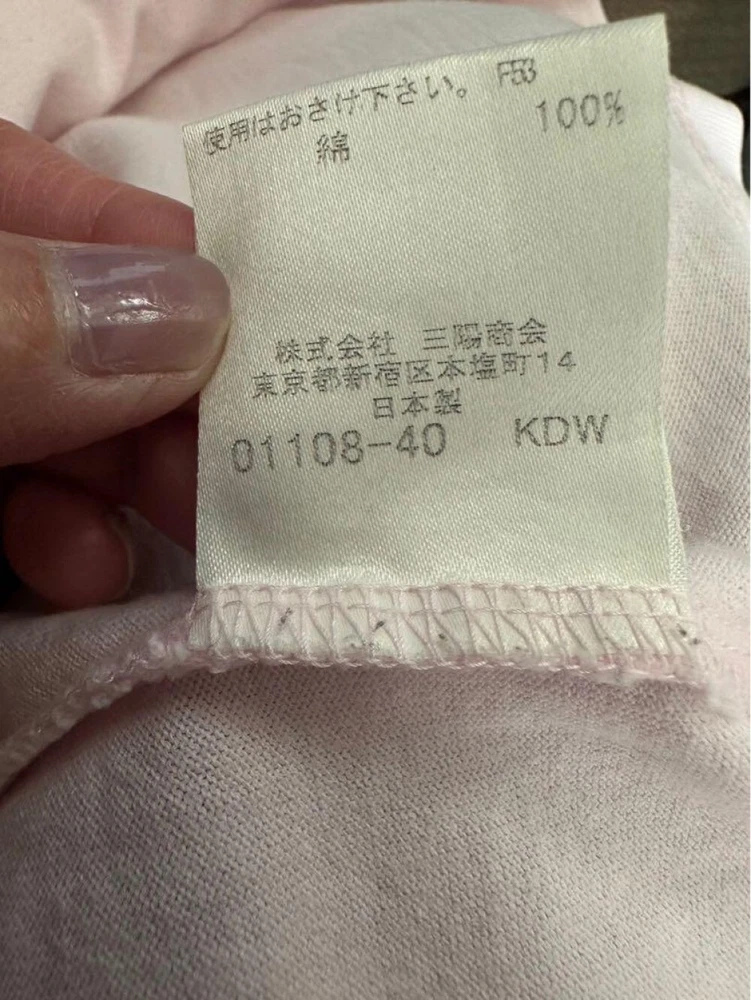 使用はおさけ下さい。 F53
綿 100%
株式会社 三陽商会
東京都新宿区本塩町14
日本製
01108-40 KDW